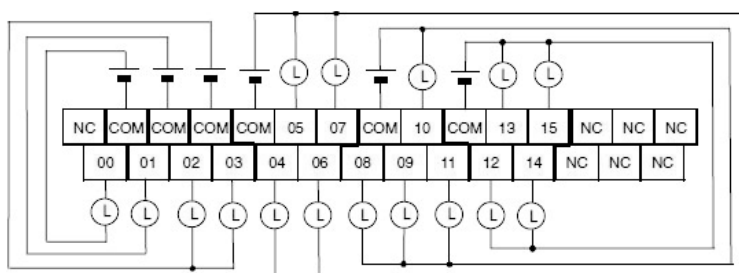 L L L L L
NC COM COM COM COM 05 07 COM 10 COM 13 15 NC NC NC
00 01 02 03 04 06 08 09 11 12 14 NC NC NC
L L L L L L L L L L L